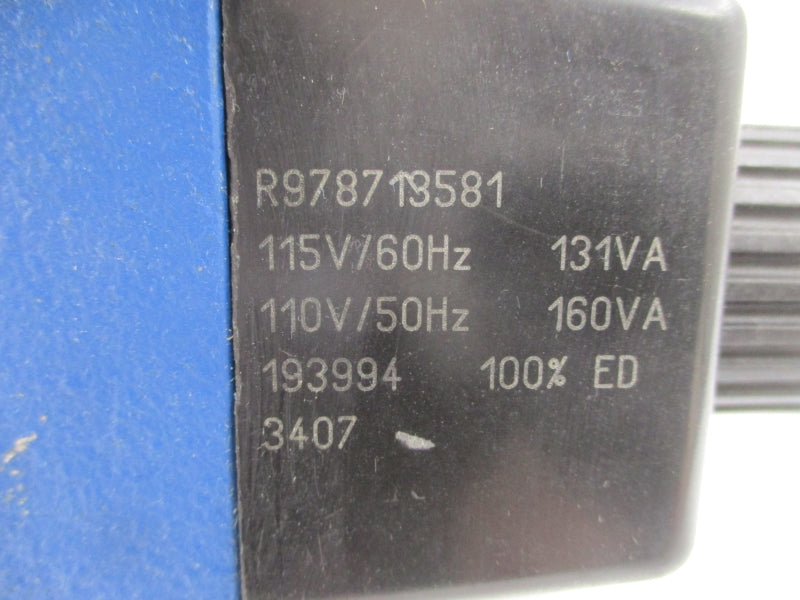 R978713581
115V/60Hz 131VA
110V/50Hz 160VA
193994 100% ED
3407